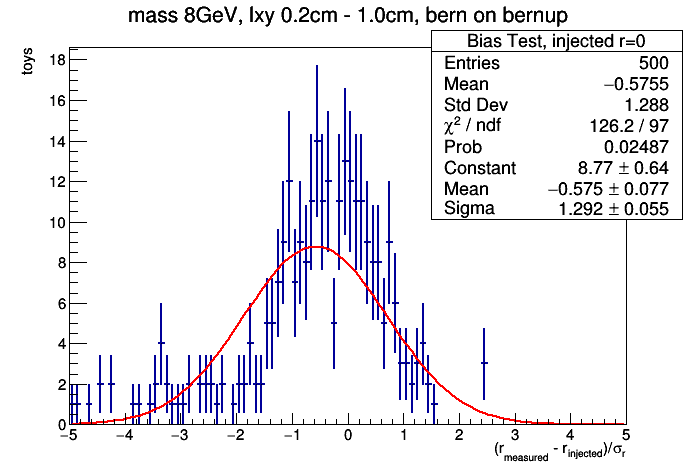 mass 8GeV, lxy 0.2cm - 1.0cm, bern on bernup
Bias Test, injected r=0
Entries 500
Mean −0.5755
Std Dev 1.288
χ² / ndf 126.2 / 97
Prob 0.02487
Constant 8.77 ± 0.64
Mean −0.575 ± 0.077
Sigma 1.292 ± 0.055
toys
18
16
14
12
10
8
6
4
2
0
−5 −4 −3 −2 −1 0 1 2 3 4 5
(r_measured - r_injected)/σ_r